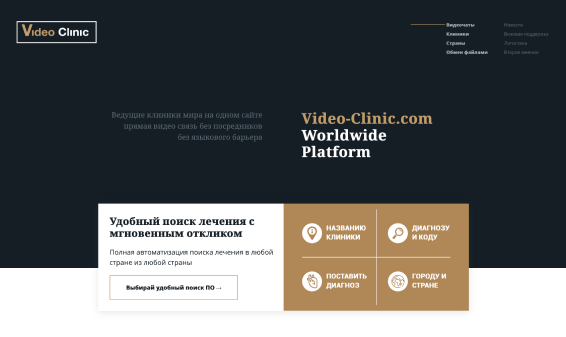 Video Clinic
Видеочаты
Клиники
Страны
Обмен файлами
Новости
Визовая поддержка
Логистика
Второе мнение
Ведущие клиники мира на одном сайте
прямая видео связь без посредников
без языкового барьера
Video-Clinic.com
Worldwide
Platform
Удобный поиск лечения с
мгновенным откликом
Полная автоматизация поиска лечения в любой
стране из любой страны
Выбирай удобный поиск ПО →
НАЗВАНИЮ
КЛИНИКИ
ДИАГНОЗУ
И КОДУ
ПОСТАВИТЬ
ДИАГНОЗ
ГОРОДУ И
СТРАНЕ